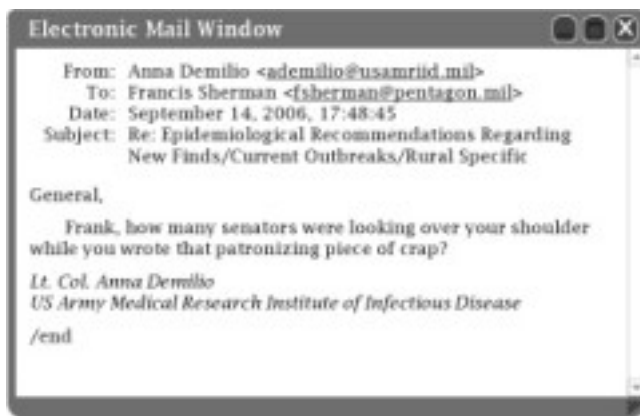 Electronic Mail Window
From: Anna Demilio <ademilio@usamriid.mil>
To: Francis Sherman <fsherman@pentagon.mil>
Date: September 14, 2006, 17:48:45
Subject: Re: Epidemiological Recommendations Regarding
New Finds/Current Outbreaks/Rural Specific
General,
Frank, how many senators were looking over your shoulder
while you wrote that patronizing piece of crap?
Lt. Col. Anna Demilio
US Army Medical Research Institute of Infectious Disease
/end